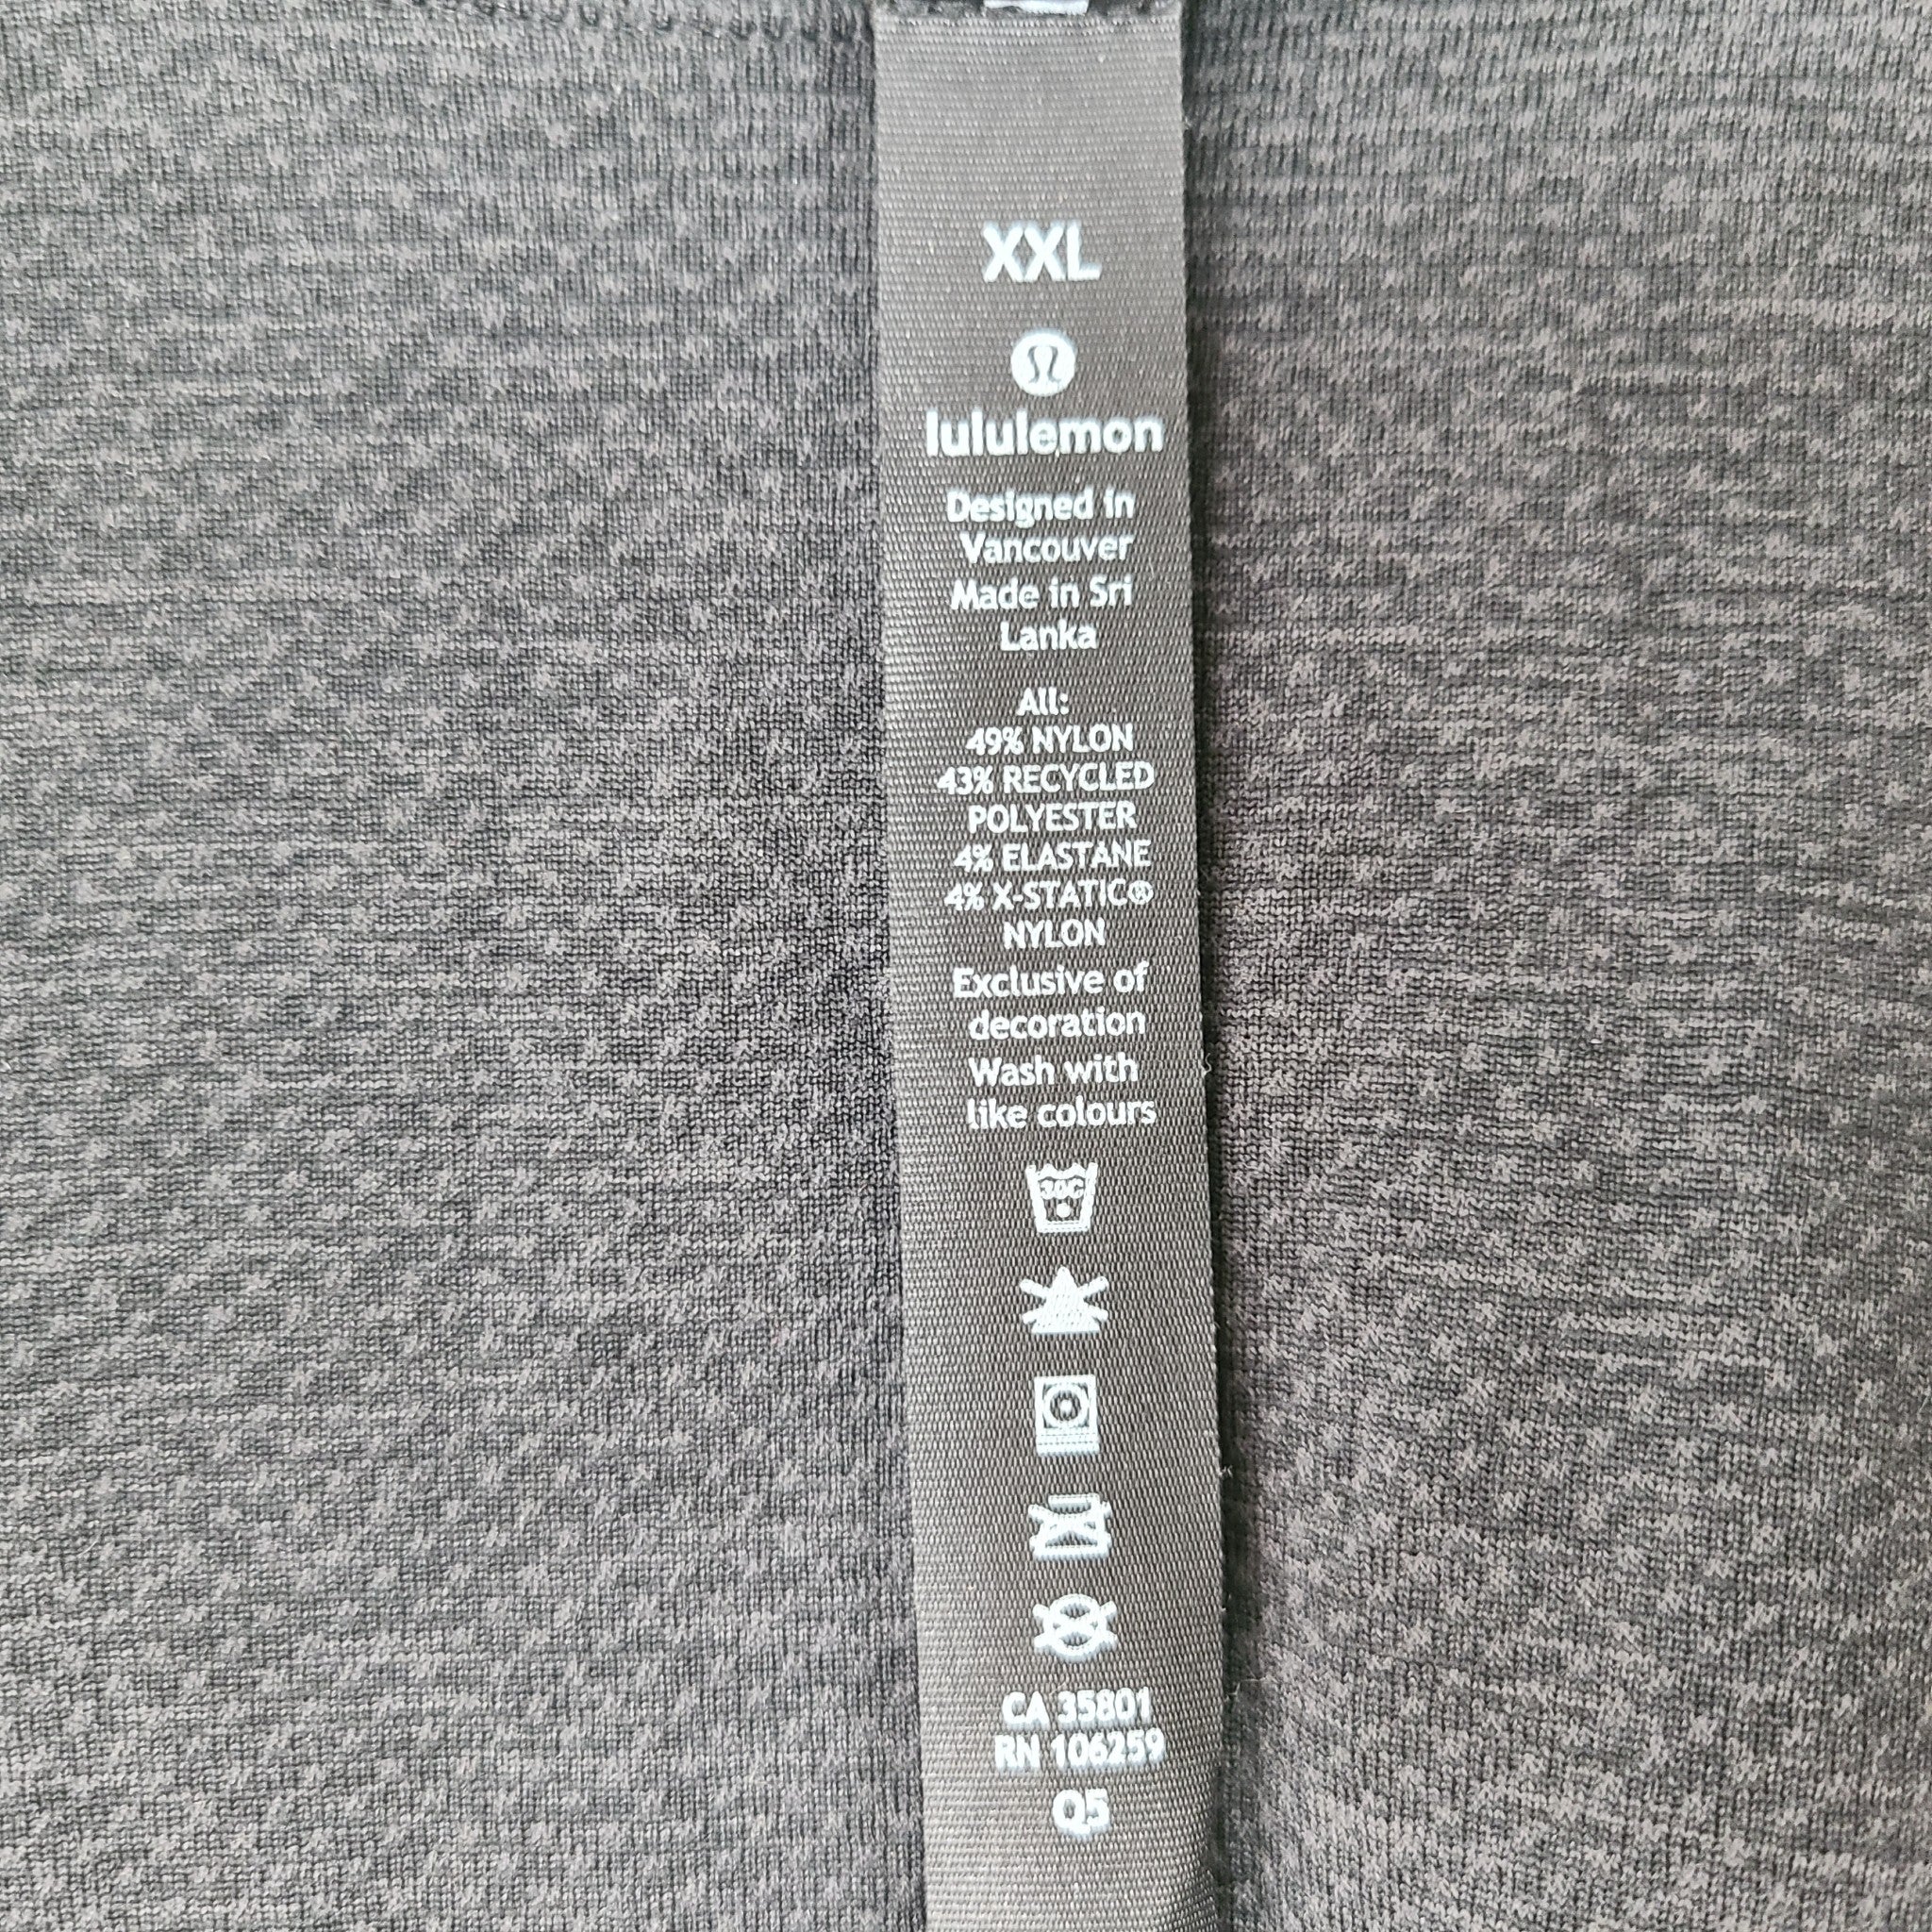 XXL
lululemon
Designed in
Vancouver
Made in Sri
Lanka
All:
49% NYLON
43% RECYCLED
POLYESTER
4% ELASTANE
4% X-STATIC®
NYLON
Exclusive of
decoration
Wash with
like colours
30C
CA 35801
RN 106259
Q5